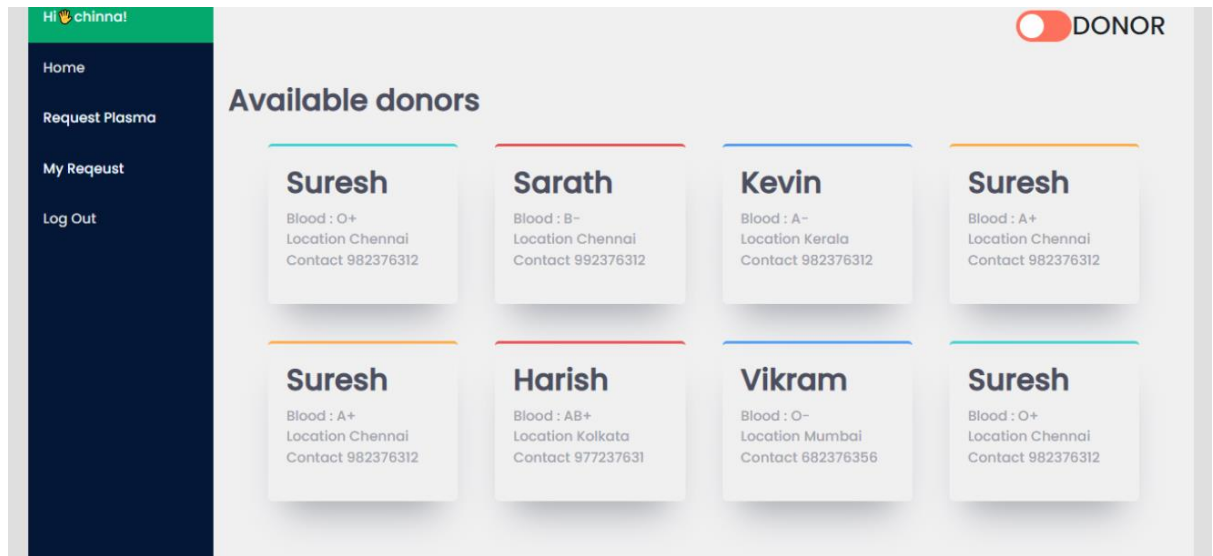 Hi🖐chinna!
DONOR
Home
Request Plasma
My Reqeust
Log Out
Available donors
Suresh
Blood : O+
Location Chennai
Contact 982376312
Sarath
Blood : B-
Location Chennai
Contact 992376312
Kevin
Blood : A-
Location Kerala
Contact 982376312
Suresh
Blood : A+
Location Chennai
Contact 982376312
Suresh
Blood : A+
Location Chennai
Contact 982376312
Harish
Blood : AB+
Location Kolkata
Contact 977237631
Vikram
Blood : O-
Location Mumbai
Contact 682376356
Suresh
Blood : O+
Location Chennai
Contact 982376312